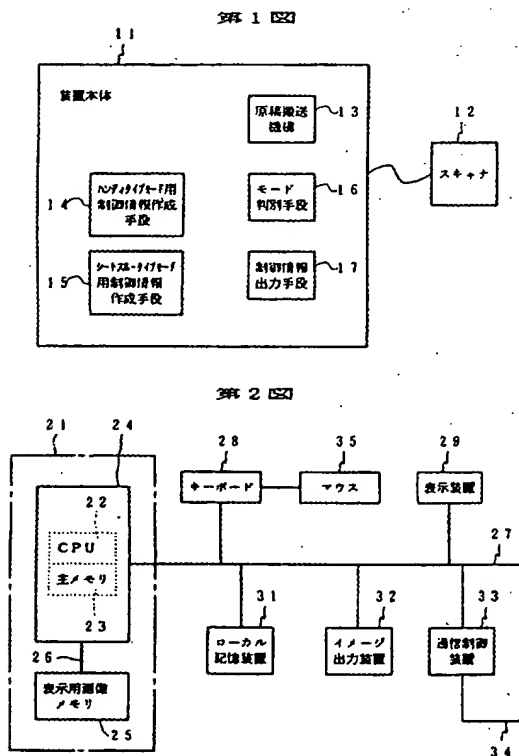 第1図
11
装置本体
原稿搬送
機構
13
12
スキャナ
ハンディタイプモード用
制御情報作成
手段
14
モード
判別手段
16
シートスルータイプモード
用制御情報
作成手段
15
制御情報
出力手段
17
第2図
21
24
28
35
29
キーボード
マウス
表示装置
22
CPU
主メモリ
23
27
31
32
33
ローカル
記憶装置
イメージ
出力装置
通信制御
装置
26
表示用画像
メモリ
25
34